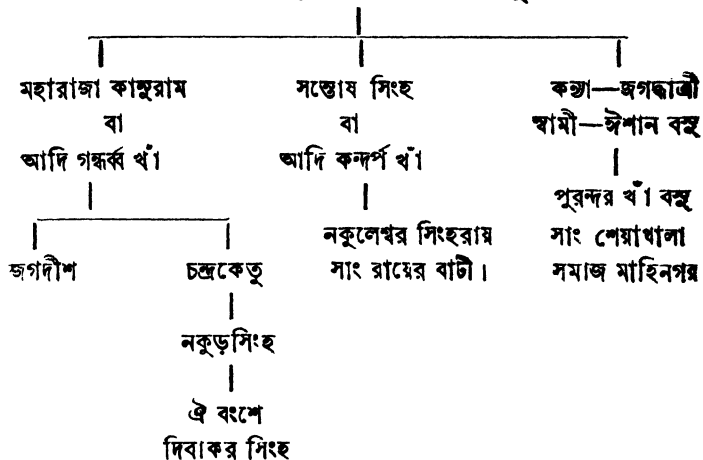 মহারাজা কান্থুরাম
বা
আদি গন্ধর্ব্ব খাঁ
সন্তোষ সিংহ
বা
আদি কন্দর্প খাঁ
কন্যা—জগদ্ধাত্রী
স্বামী—ঈশান বসু
জগদীশ
চন্দ্রকেতু
নকুড়সিংহ
ঐ বংশে
দিবাকর সিংহ
নকুলেশ্বর সিংহরায়
সাং রায়ের বাটী।
পুরন্দর খাঁ বসু
সাং শেয়াখালা
সমাজ মাহিনগর